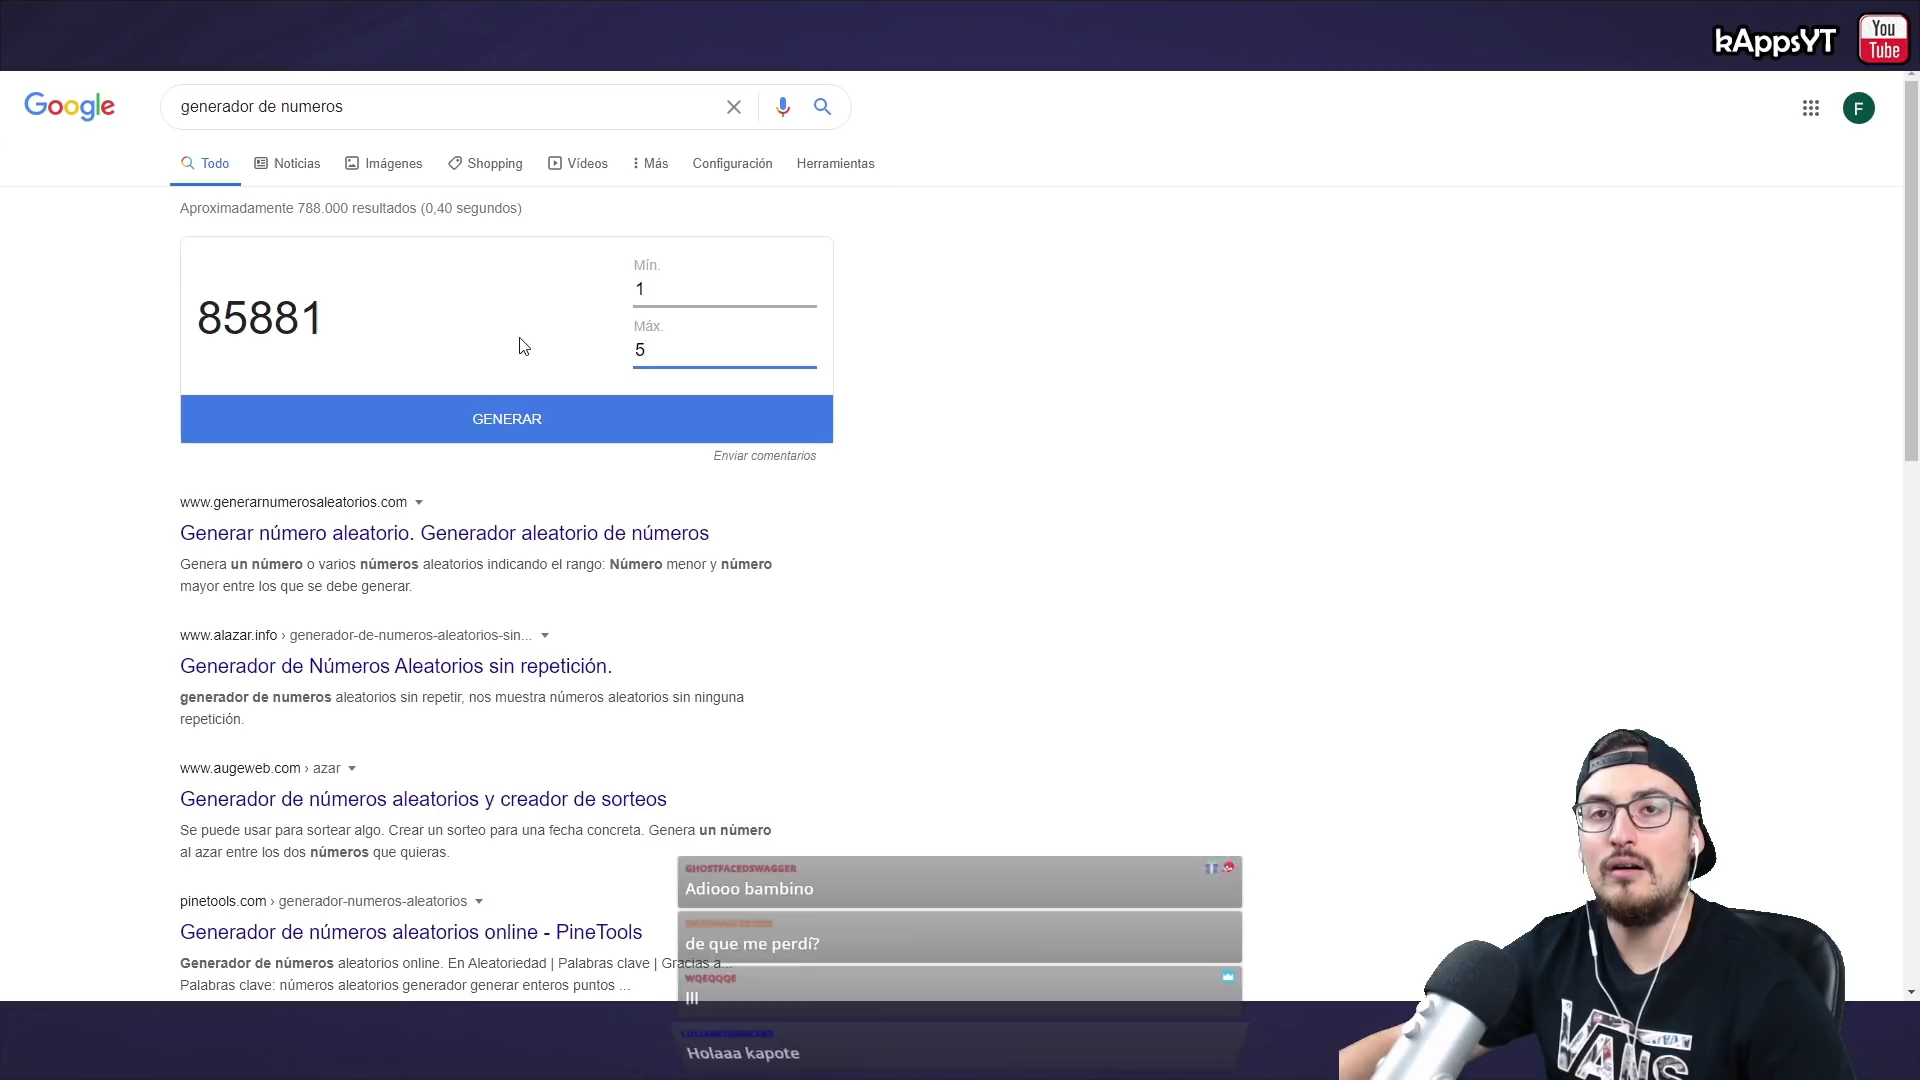 kAppsYT
You
Tube
Google
generador de numeros
F
Todo
Noticias
Imágenes
Shopping
Vídeos
Más
Configuración
Herramientas
Aproximadamente 788.000 resultados (0,40 segundos)
Mín.
1
85881
Máx.
5
GENERAR
Enviar comentarios
www.generarnumerosaleatorios.com
Generar número aleatorio. Generador aleatorio de números
Genera un número o varios números aleatorios indicando el rango: Número menor y número
mayor entre los que se debe generar.
www.alazar.info › generador-de-numeros-aleatorios-sin...
Generador de Números Aleatorios sin repetición.
generador de numeros aleatorios sin repetir, nos muestra números aleatorios sin ninguna
repetición.
www.augeweb.com › azar
Generador de números aleatorios y creador de sorteos
Se puede usar para sortear algo. Crear un sorteo para una fecha concreta. Genera un número
al azar entre los dos números que quieras.
pinetools.com › generador-numeros-aleatorios
Generador de números aleatorios online - PineTools
Generador de números aleatorios online. En Aleatoriedad | Palabras clave | Gracias a...
Palabras clave: números aleatorios generador generar enteros puntos ...
GHOSTFACEDSWAGGER
Adiooo bambino
de que me perdí?
WQEQQQE
lll
Holaaa kapote
VANS